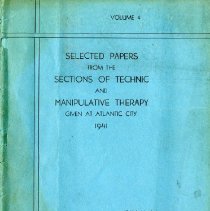 VOLUME 4
SELECTED PAPERS
FROM THE
SECTIONS OF TECHNIC
AND
MANIPULATIVE THERAPY
GIVEN AT ATLANTIC CITY
1941